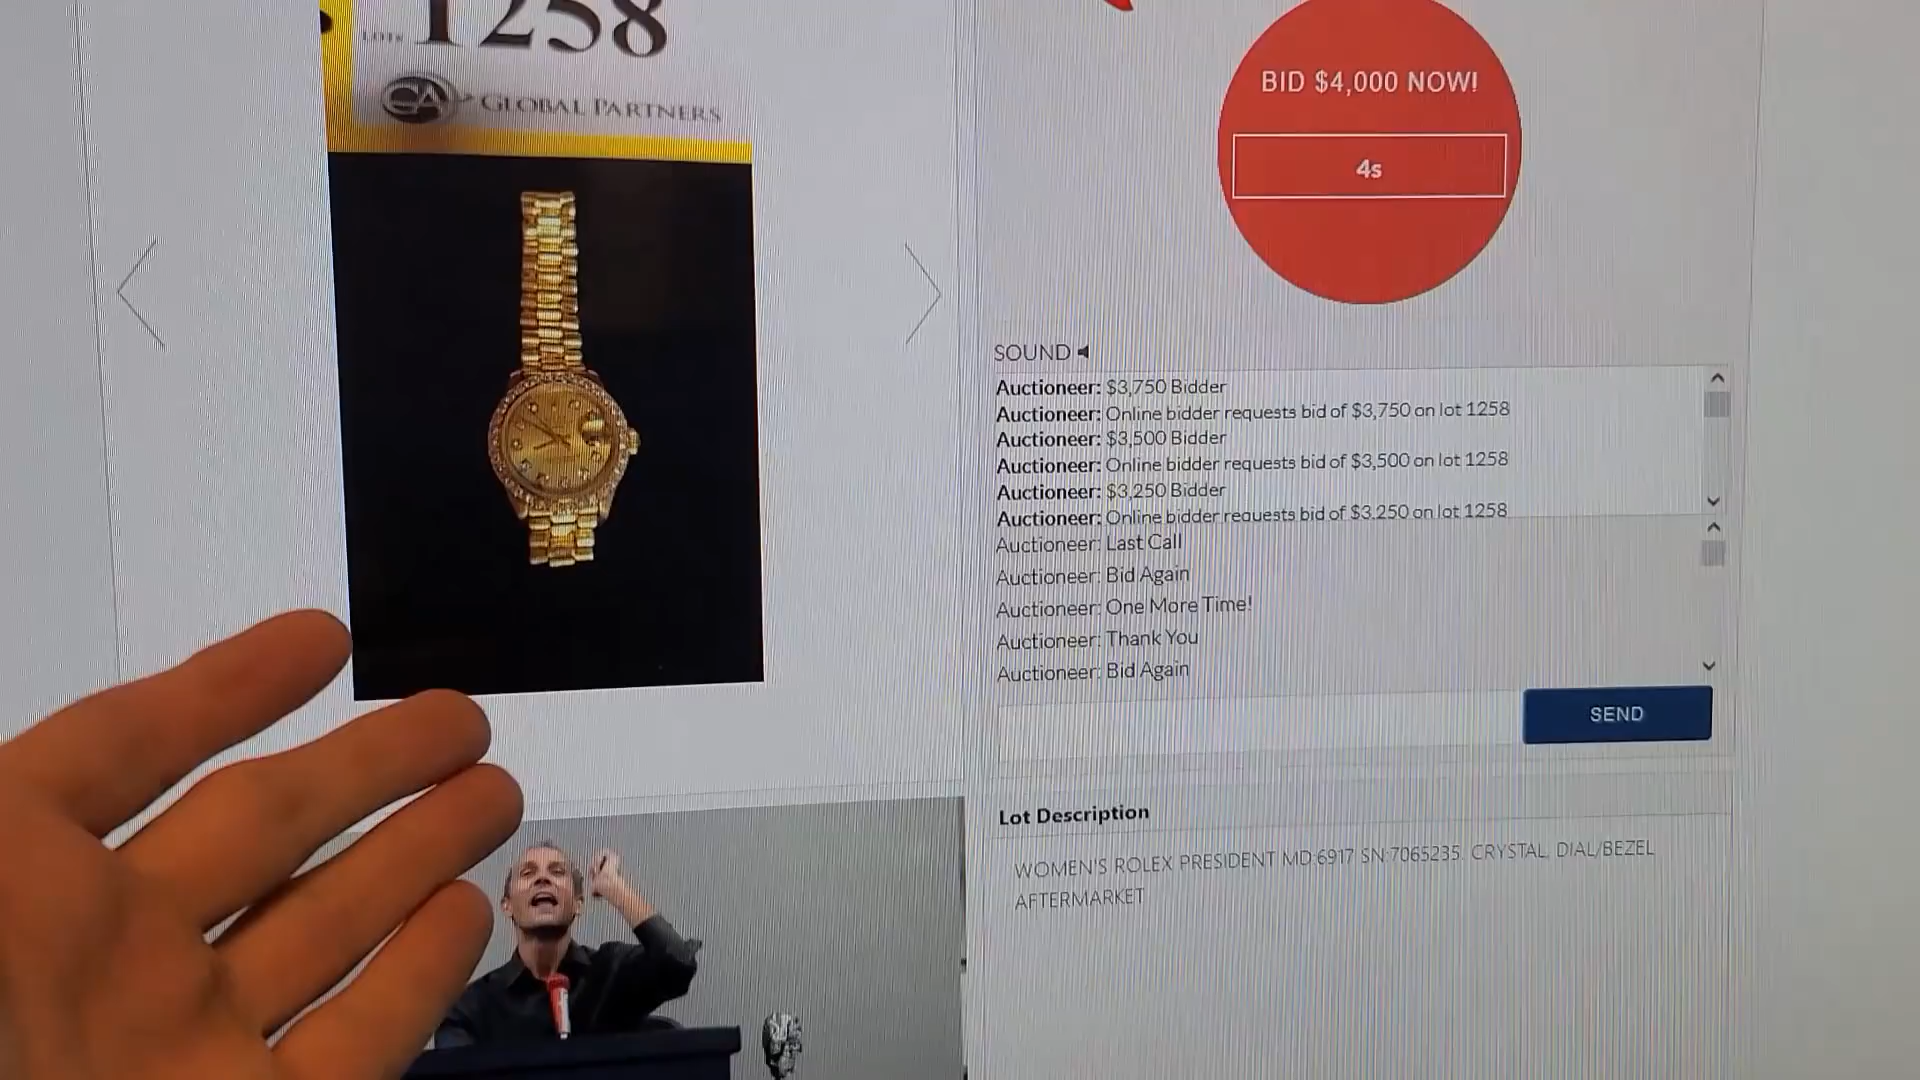 LOT# 1258
GA GLOBAL PARTNERS
BID $4,000 NOW!
4s
SOUND
Auctioneer: $3,750 Bidder
Auctioneer: Online bidder requests bid of $3,750 on lot 1258
Auctioneer: $3,500 Bidder
Auctioneer: Online bidder requests bid of $3,500 on lot 1258
Auctioneer: $3,250 Bidder
Auctioneer: Online bidder requests bid of $3,250 on lot 1258
Auctioneer: Last Call
Auctioneer: Bid Again
Auctioneer: One More Time!
Auctioneer: Thank You
Auctioneer: Bid Again
SEND
Lot Description
WOMEN'S ROLEX PRESIDENT MD:6917 SN:7065235. CRYSTAL, DIAL/BEZEL
AFTERMARKET